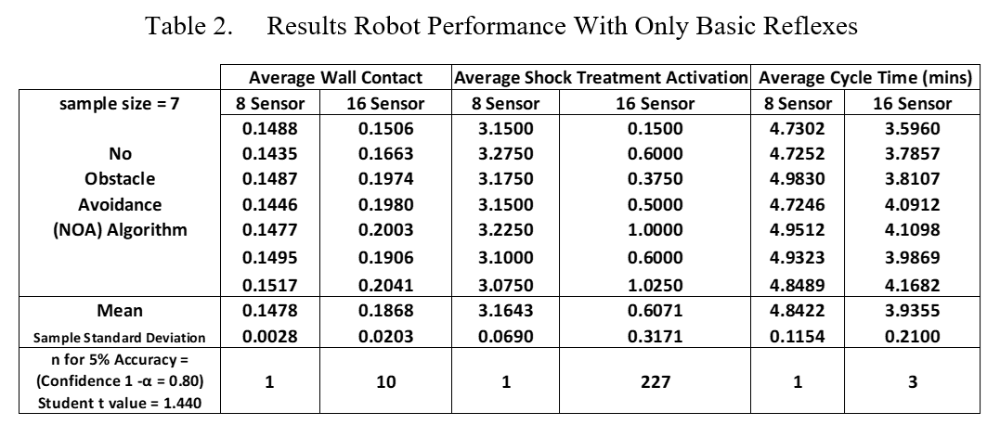 Table 2. Results Robot Performance With Only Basic Reflexes
Average Wall Contact Average Shock Treatment Activation Average Cycle Time (mins)
sample size = 7 8 Sensor 16 Sensor 8 Sensor 16 Sensor 8 Sensor 16 Sensor
0.1488 0.1506 3.1500 0.1500 4.7302 3.5960
No 0.1435 0.1663 3.2750 0.6000 4.7252 3.7857
Obstacle 0.1487 0.1974 3.1750 0.3750 4.9830 3.8107
Avoidance 0.1446 0.1980 3.1500 0.5000 4.7246 4.0912
(NOA) Algorithm 0.1477 0.2003 3.2250 1.0000 4.9512 4.1098
0.1495 0.1906 3.1000 0.6000 4.9323 3.9869
0.1517 0.2041 3.0750 1.0250 4.8489 4.1682
Mean 0.1478 0.1868 3.1643 0.6071 4.8422 3.9355
Sample Standard Deviation 0.0028 0.0203 0.0690 0.3171 0.1154 0.2100
n for 5% Accuracy =
(Confidence 1 -α = 0.80) 1 10 1 227 1 3
Student t value = 1.440